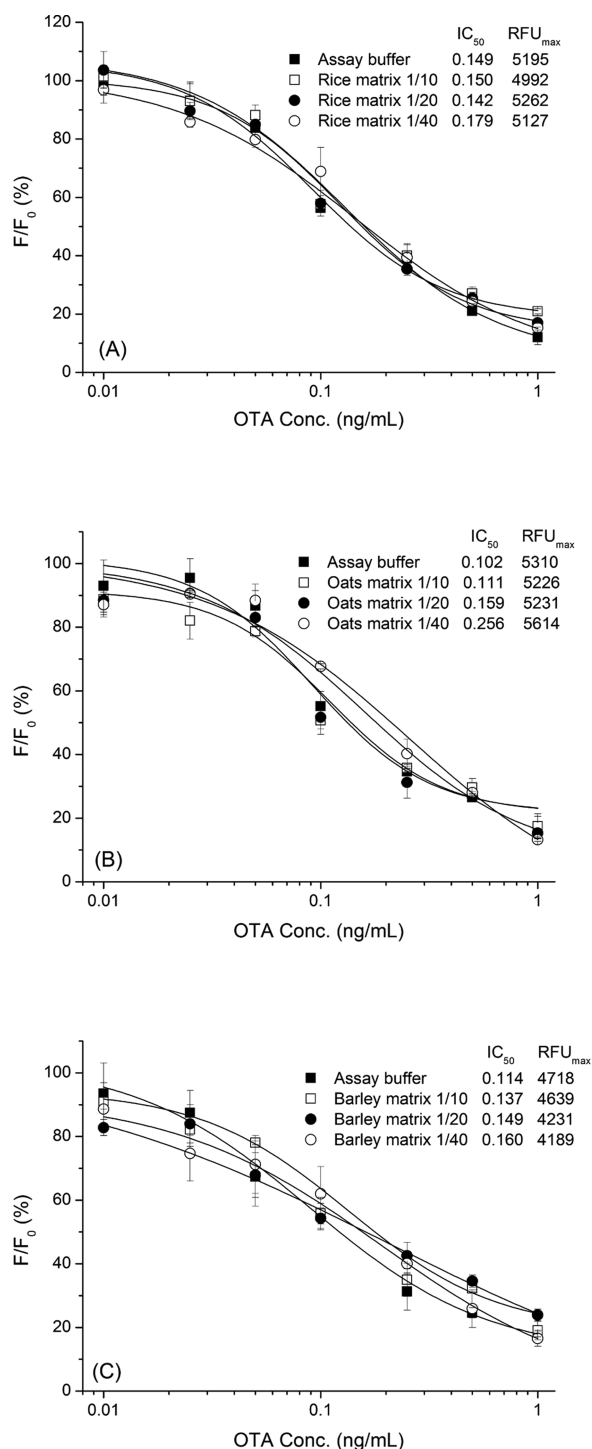 IC50 RFUmax
Assay buffer 0.149 5195
Rice matrix 1/10 0.150 4992
Rice matrix 1/20 0.142 5262
Rice matrix 1/40 0.179 5127
120
100
80
60
40
20
0
F/F0 (%)
(A)
0.01 0.1 1
OTA Conc. (ng/mL)
IC50 RFUmax
Assay buffer 0.102 5310
Oats matrix 1/10 0.111 5226
Oats matrix 1/20 0.159 5231
Oats matrix 1/40 0.256 5614
100
80
60
40
20
0
F/F0 (%)
(B)
0.01 0.1 1
OTA Conc. (ng/mL)
IC50 RFUmax
Assay buffer 0.114 4718
Barley matrix 1/10 0.137 4639
Barley matrix 1/20 0.149 4231
Barley matrix 1/40 0.160 4189
100
80
60
40
20
0
F/F0 (%)
(C)
0.01 0.1 1
OTA Conc. (ng/mL)